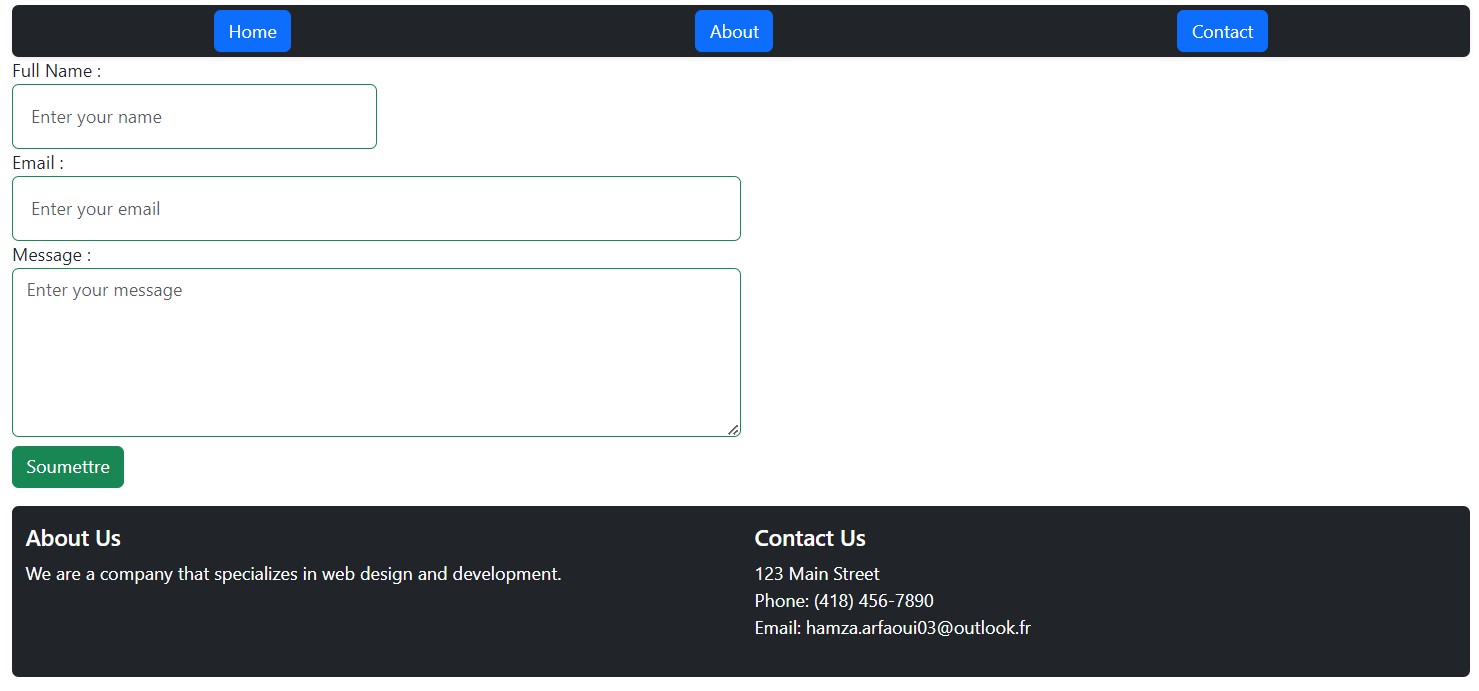 Home About Contact
Full Name :
Enter your name
Email :
Enter your email
Message :
Enter your message
Soumettre
About Us
We are a company that specializes in web design and development.
Contact Us
123 Main Street
Phone: (418) 456-7890
Email: hamza.arfaoui03@outlook.fr